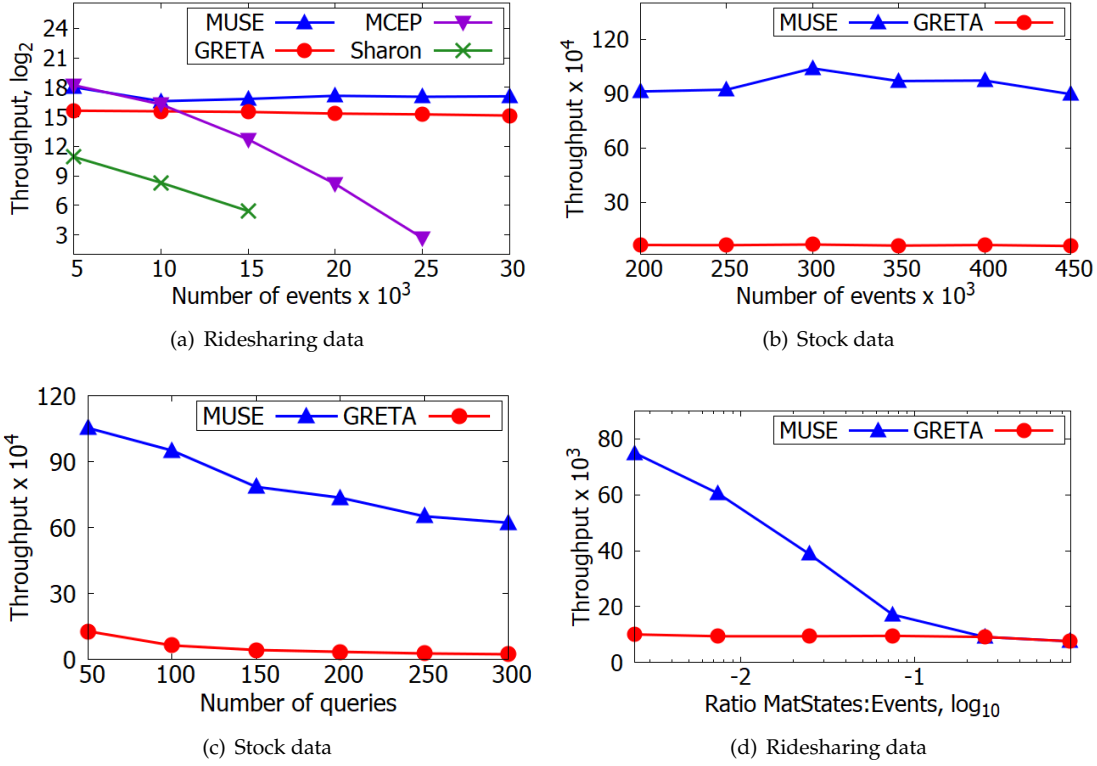 MUSE MCEP
GRETA Sharon
Throughput, log2
24
21
18
15
12
9
6
3
5 10 15 20 25 30
Number of events x 10^3
(a) Ridesharing data
MUSE GRETA
Throughput x 10^4
120
90
60
30
200 250 300 350 400 450
Number of events x 10^3
(b) Stock data
MUSE GRETA
Throughput x 10^4
120
90
60
30
0
50 100 150 200 250 300
Number of queries
(c) Stock data
MUSE GRETA
Throughput x 10^3
80
60
40
20
0
-2 -1
Ratio MatStates:Events, log10
(d) Ridesharing data